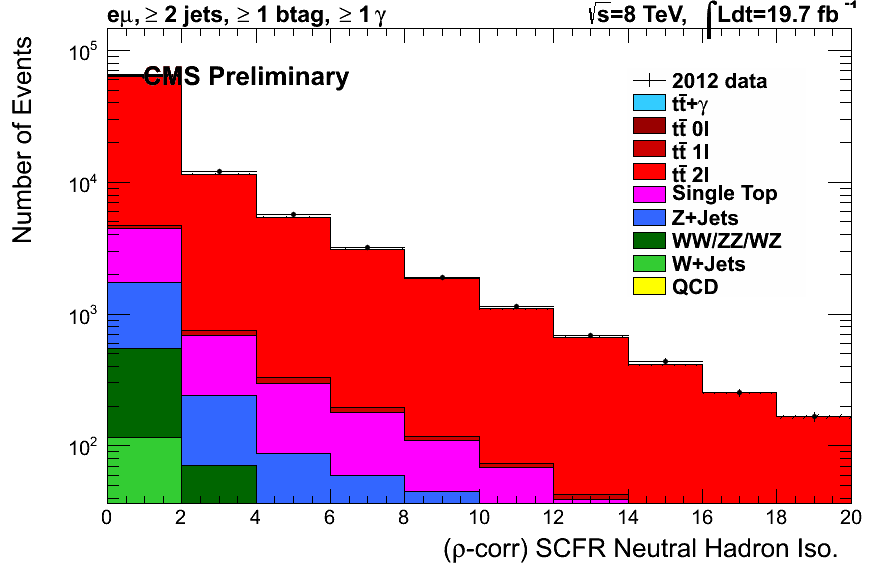 eμ, ≥ 2 jets, ≥ 1 btag, ≥ 1 γ
√s=8 TeV, ∫Ldt=19.7 fb⁻¹
CMS Preliminary
Number of Events
10⁵
10⁴
10³
10²
2012 data
tt̄+γ
tt̄ 0l
tt̄ 1l
tt̄ 2l
Single Top
Z+Jets
WW/ZZ/WZ
W+Jets
QCD
0 2 4 6 8 10 12 14 16 18 20
(ρ-corr) SCFR Neutral Hadron Iso.